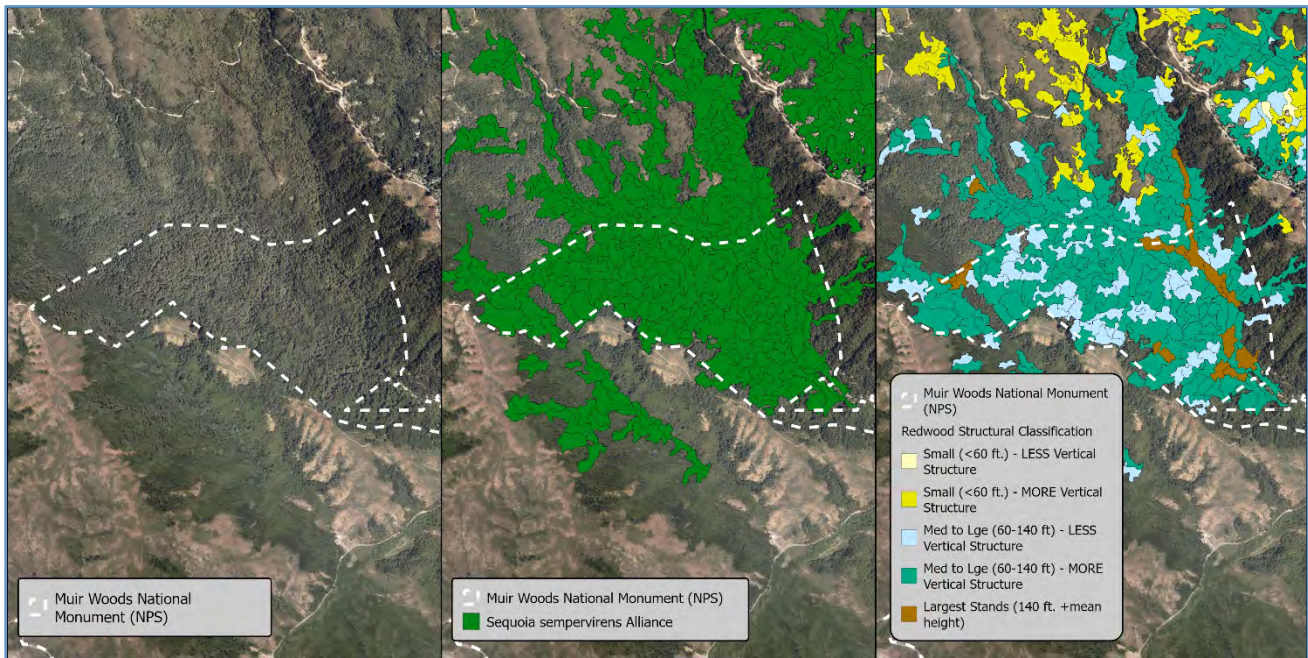 Muir Woods National
Monument (NPS)
Muir Woods National Monument (NPS)
Sequoia sempervirens Alliance
Muir Woods National Monument
(NPS)
Redwood Structural Classification
Small (<60 ft.) - LESS Vertical
Structure
Small (<60 ft.) - MORE Vertical
Structure
Med to Lge (60-140 ft) - LESS
Vertical Structure
Med to Lge (60-140 ft) - MORE
Vertical Structure
Largest Stands (140 ft. +mean
height)